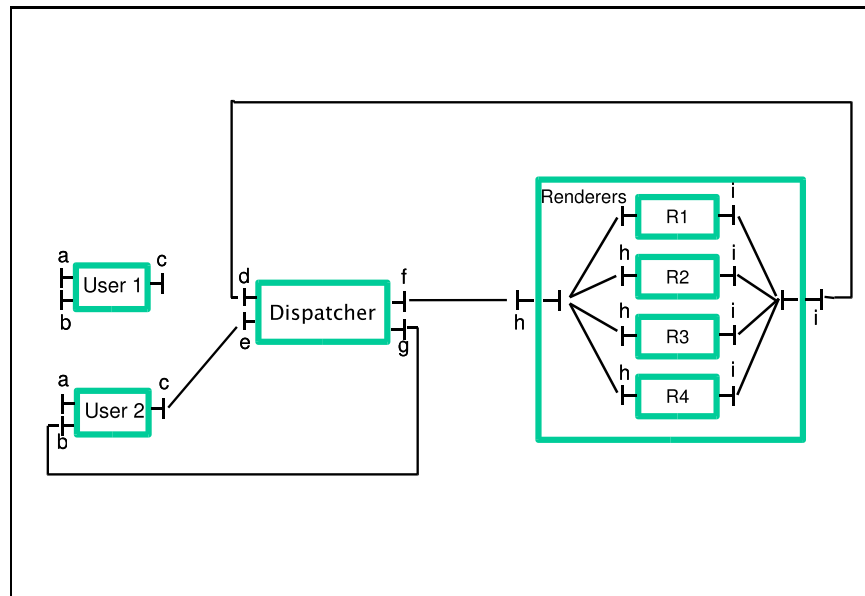 a
c
User 1
b
a
c
User 2
b
d
f
Dispatcher
e
g
h
Renderers
i
R1
h
i
R2
h
i
R3
h
i
R4
i